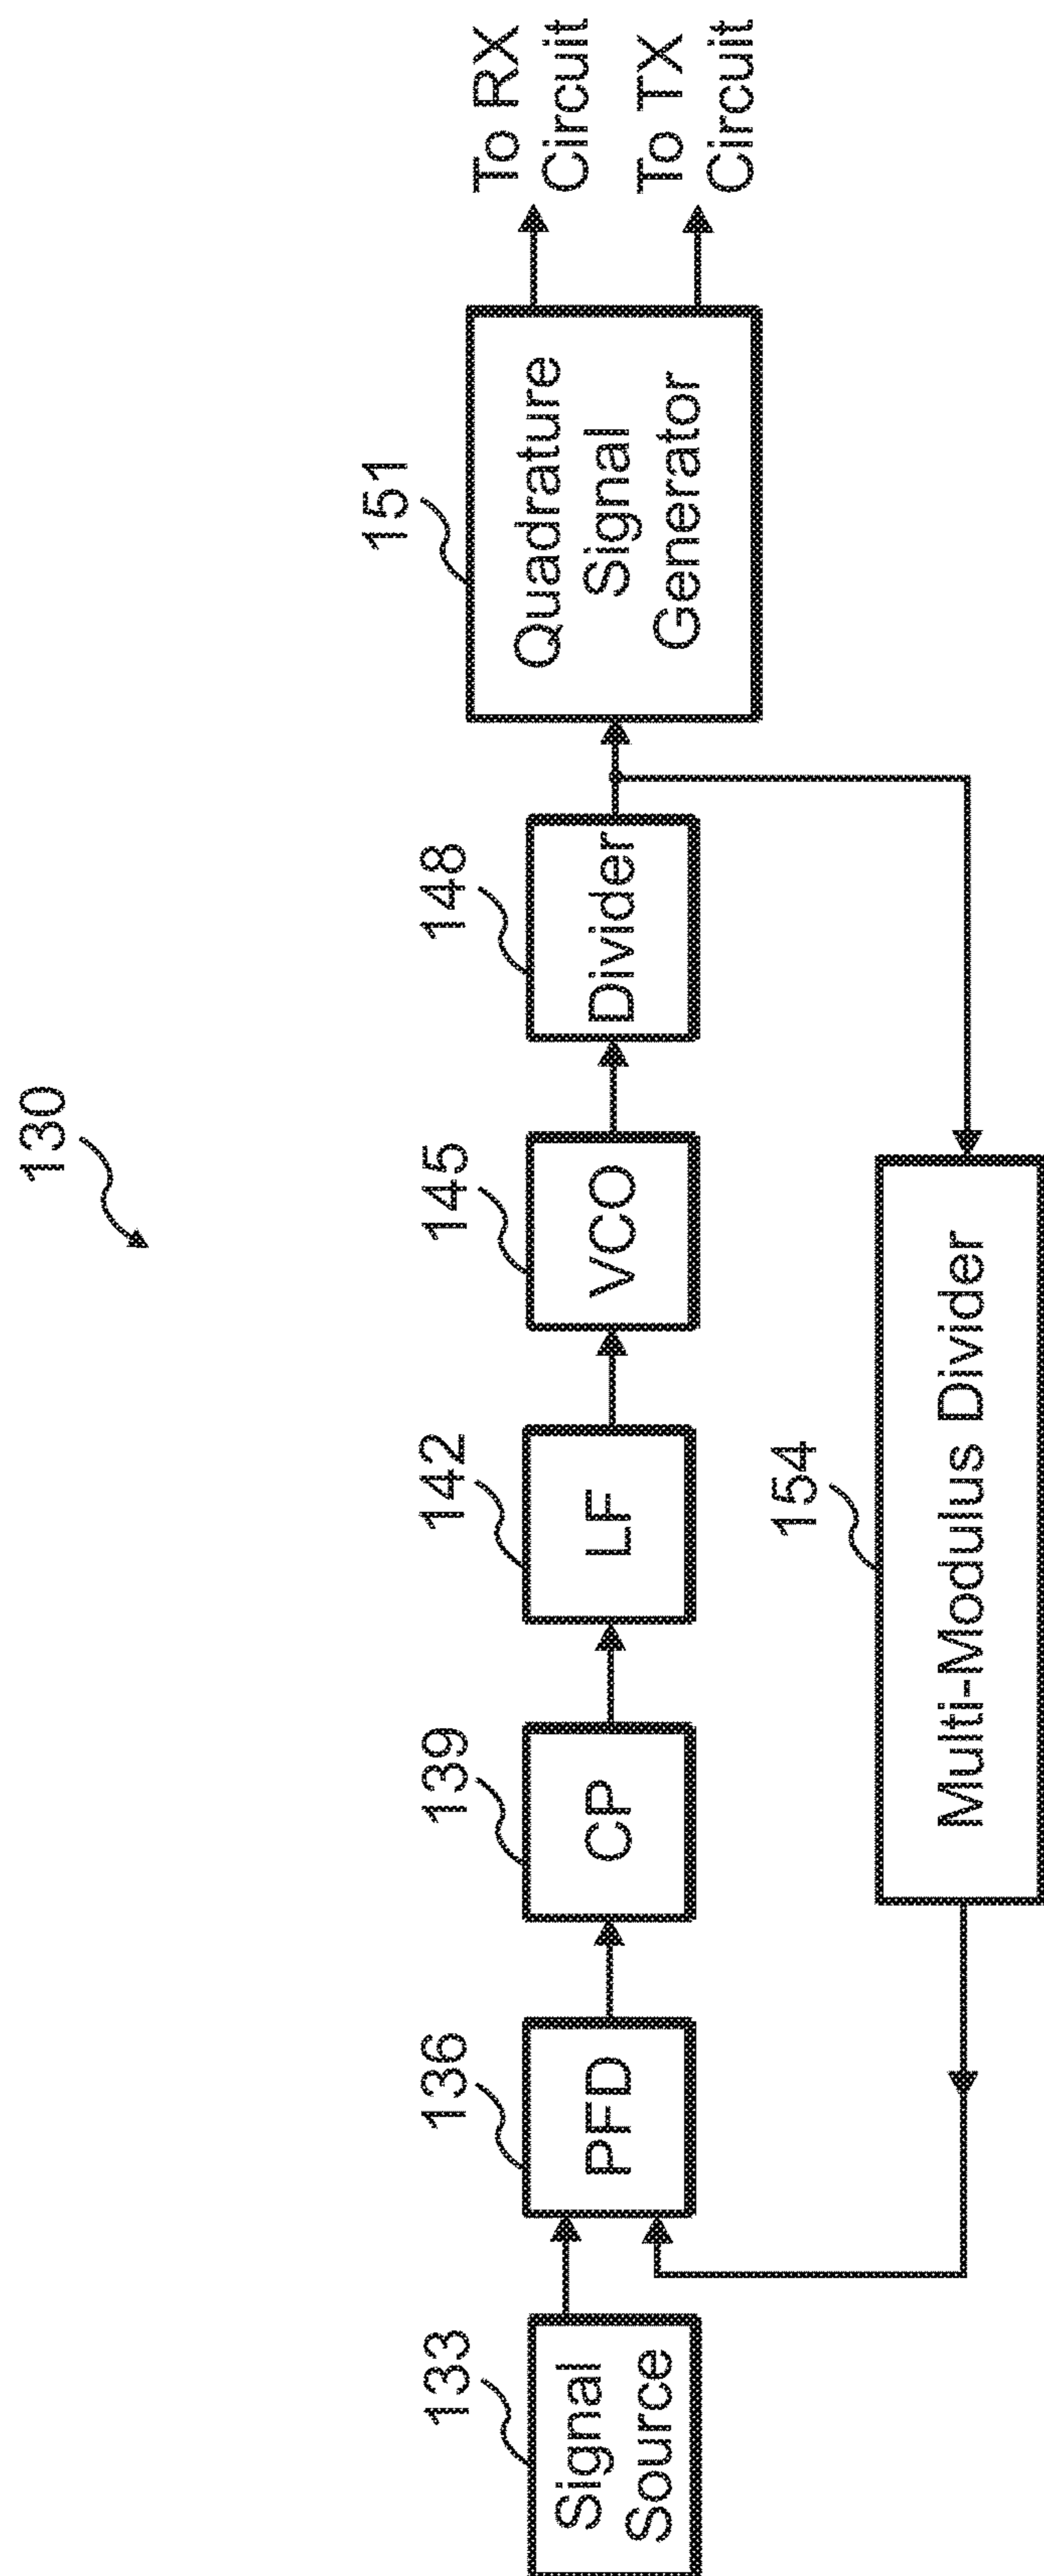 130
133
Signal
Source
136
PFD
139
CP
142
LF
145
VCO
148
Divider
151
Quadrature
Signal
Generator
To RX
Circuit
To TX
Circuit
154
Multi-Modulus Divider